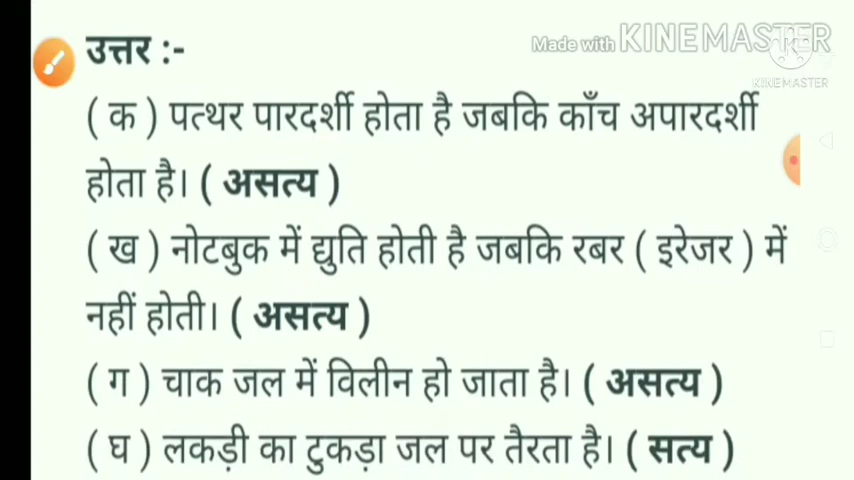 Made with KINEMASTER
KINEMASTER
उत्तर :-
( क ) पत्थर पारदर्शी होता है जबकि काँच अपारदर्शी
होता है। ( असत्य )
( ख ) नोटबुक में द्युति होती है जबकि रबर ( इरेजर ) में
नहीं होती। ( असत्य )
( ग ) चाक जल में विलीन हो जाता है। ( असत्य )
( घ ) लकड़ी का टुकड़ा जल पर तैरता है। ( सत्य )